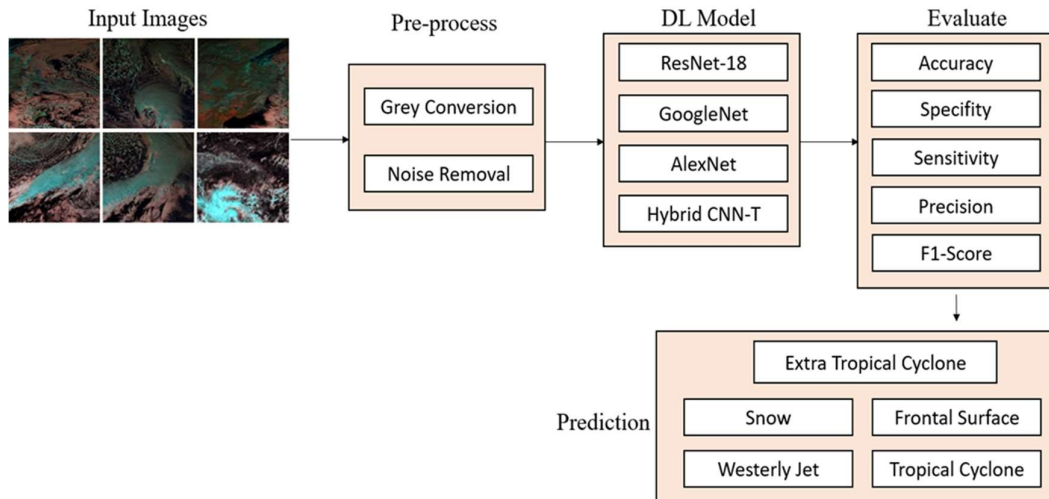 Input Images
Pre-process
Grey Conversion
Noise Removal
DL Model
ResNet-18
GoogleNet
AlexNet
Hybrid CNN-T
Evaluate
Accuracy
Specifity
Sensitivity
Precision
F1-Score
Prediction
Extra Tropical Cyclone
Snow
Frontal Surface
Westerly Jet
Tropical Cyclone